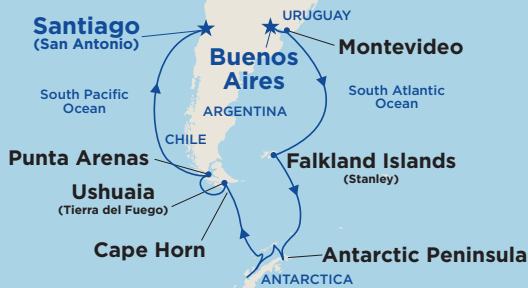 Santiago
(San Antonio)
URUGUAY
Montevideo
Buenos
Aires
South Pacific
Ocean
South Atlantic
Ocean
ARGENTINA
CHILE
Punta Arenas
Falkland Islands
(Stanley)
Ushuaia
(Tierra del Fuego)
Cape Horn
Antarctic Peninsula
ANTARCTICA